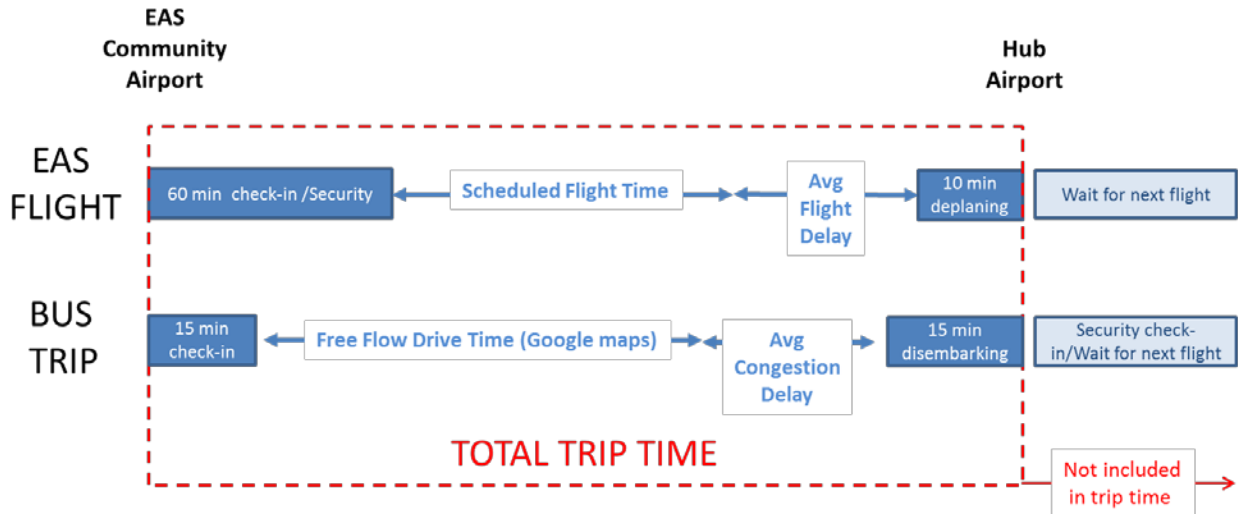 EAS
Community
Airport
Hub
Airport
EAS
FLIGHT
60 min  check-in /Security
Scheduled Flight Time
Avg
Flight
Delay
10 min
deplaning
Wait for next flight
BUS
TRIP
15 min
check-in
Free Flow Drive Time (Google maps)
Avg
Congestion
Delay
15 min
disembarking
Security check-
in/Wait for next flight
TOTAL TRIP TIME
Not included
in trip time